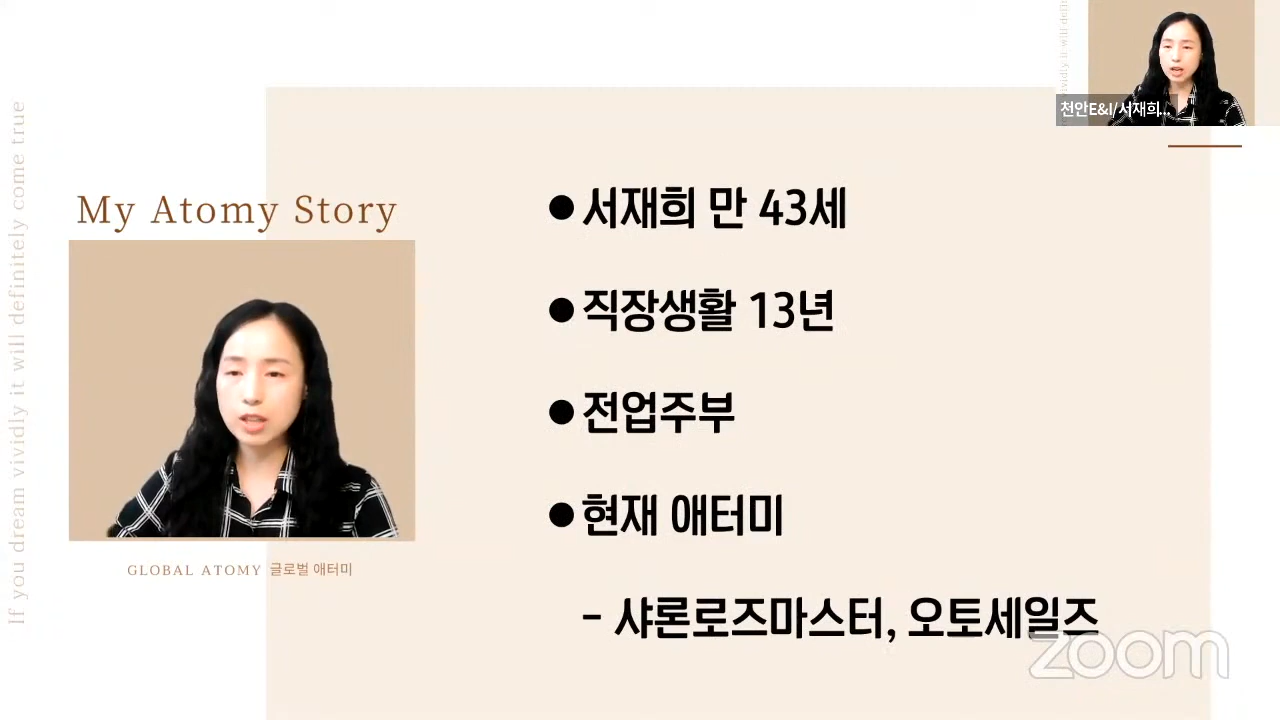 If you dream vividly it will definitely come true
My Atomy Story
GLOBAL ATOMY 글로벌 애터미
●서재희 만 43세
●직장생활 13년
●전업주부
●현재 애터미
- 샤론로즈마스터, 오토세일즈
천안E&I/서재희...
zoom